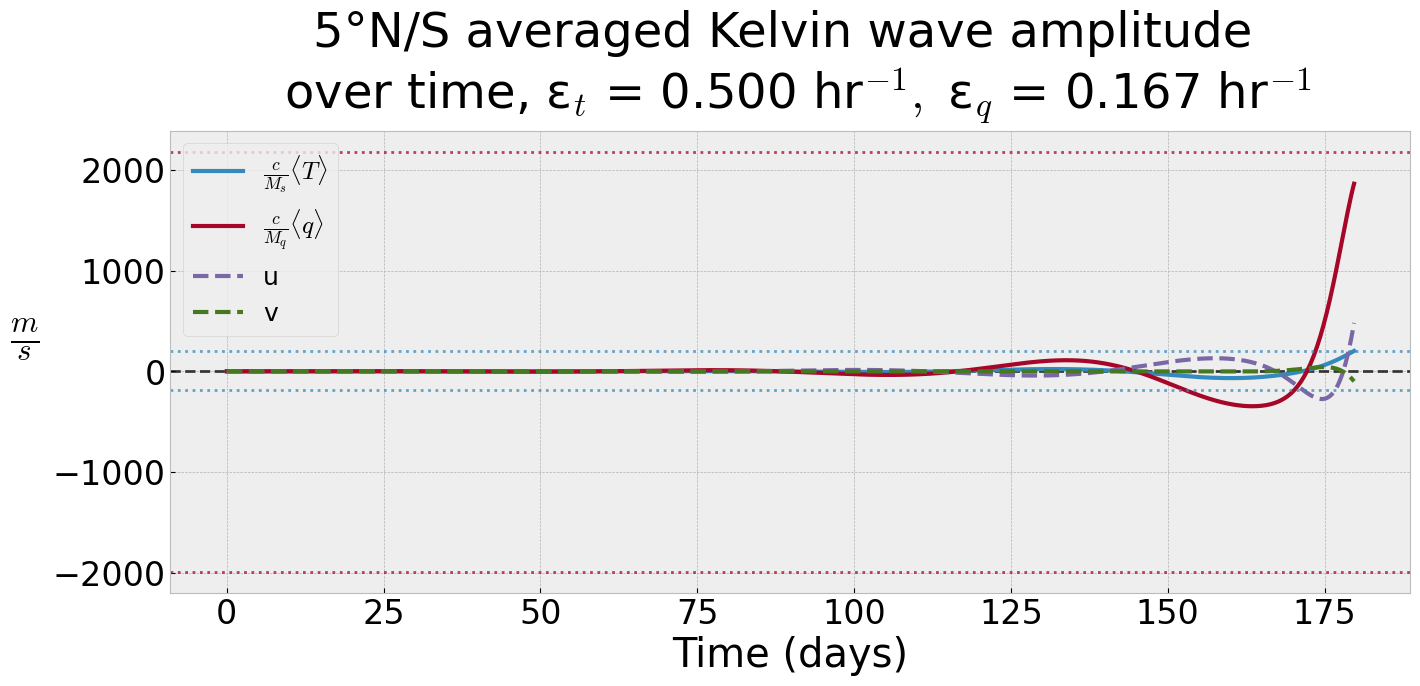 5°N/S averaged Kelvin wave amplitude
over time, ε_t = 0.500 hr^{−1}, ε_q = 0.167 hr^{−1}
c/M_s ⟨T⟩
c/M_q ⟨q⟩
u
v
2000
1000
0
−1000
−2000
m/s
0 25 50 75 100 125 150 175
Time (days)